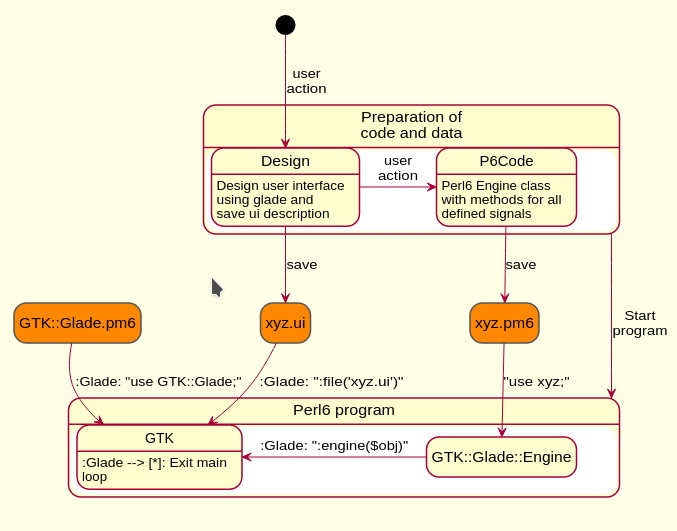 user
action
Preparation of
code and data
Design
Design user interface
using glade and
save ui description
user
action
P6Code
Perl6 Engine class
with methods for all
defined signals
save
save
Start
program
GTK::Glade.pm6
xyz.ui
xyz.pm6
:Glade: "use GTK::Glade;"
:Glade: ":file('xyz.ui')"
"use xyz;"
Perl6 program
GTK
:Glade --> [*]: Exit main
loop
:Glade: ":engine($obj)"
GTK::Glade::Engine